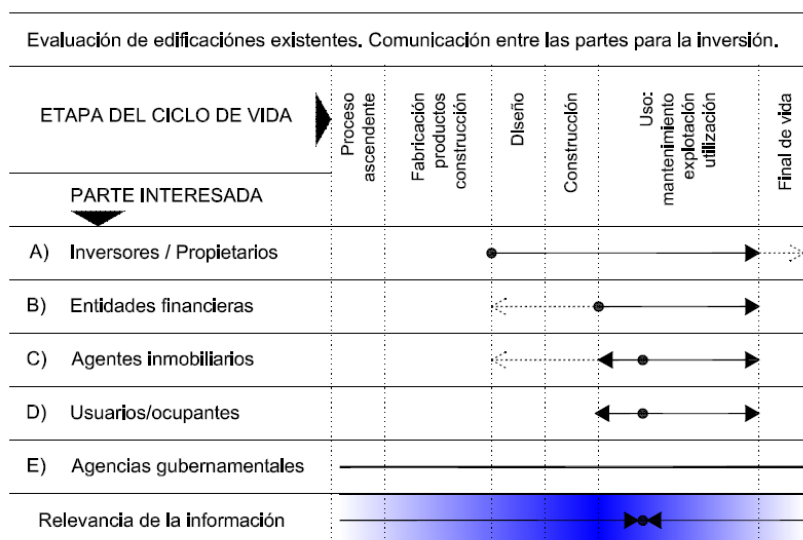 Evaluación de edificaciónes existentes. Comunicación entre las partes para la inversión.
ETAPA DEL CICLO DE VIDA
Proceso
ascendente
Fabricación
productos
construcción
DIseño
Construcción
Uso:
mantenimiento
explotación
utilización
Final de vida
PARTE INTERESADA
A) Inversores / Propietarios
B) Entidades financieras
C) Agentes inmobiliarios
D) Usuarios/ocupantes
E) Agencias gubernamentales
Relevancia de la información